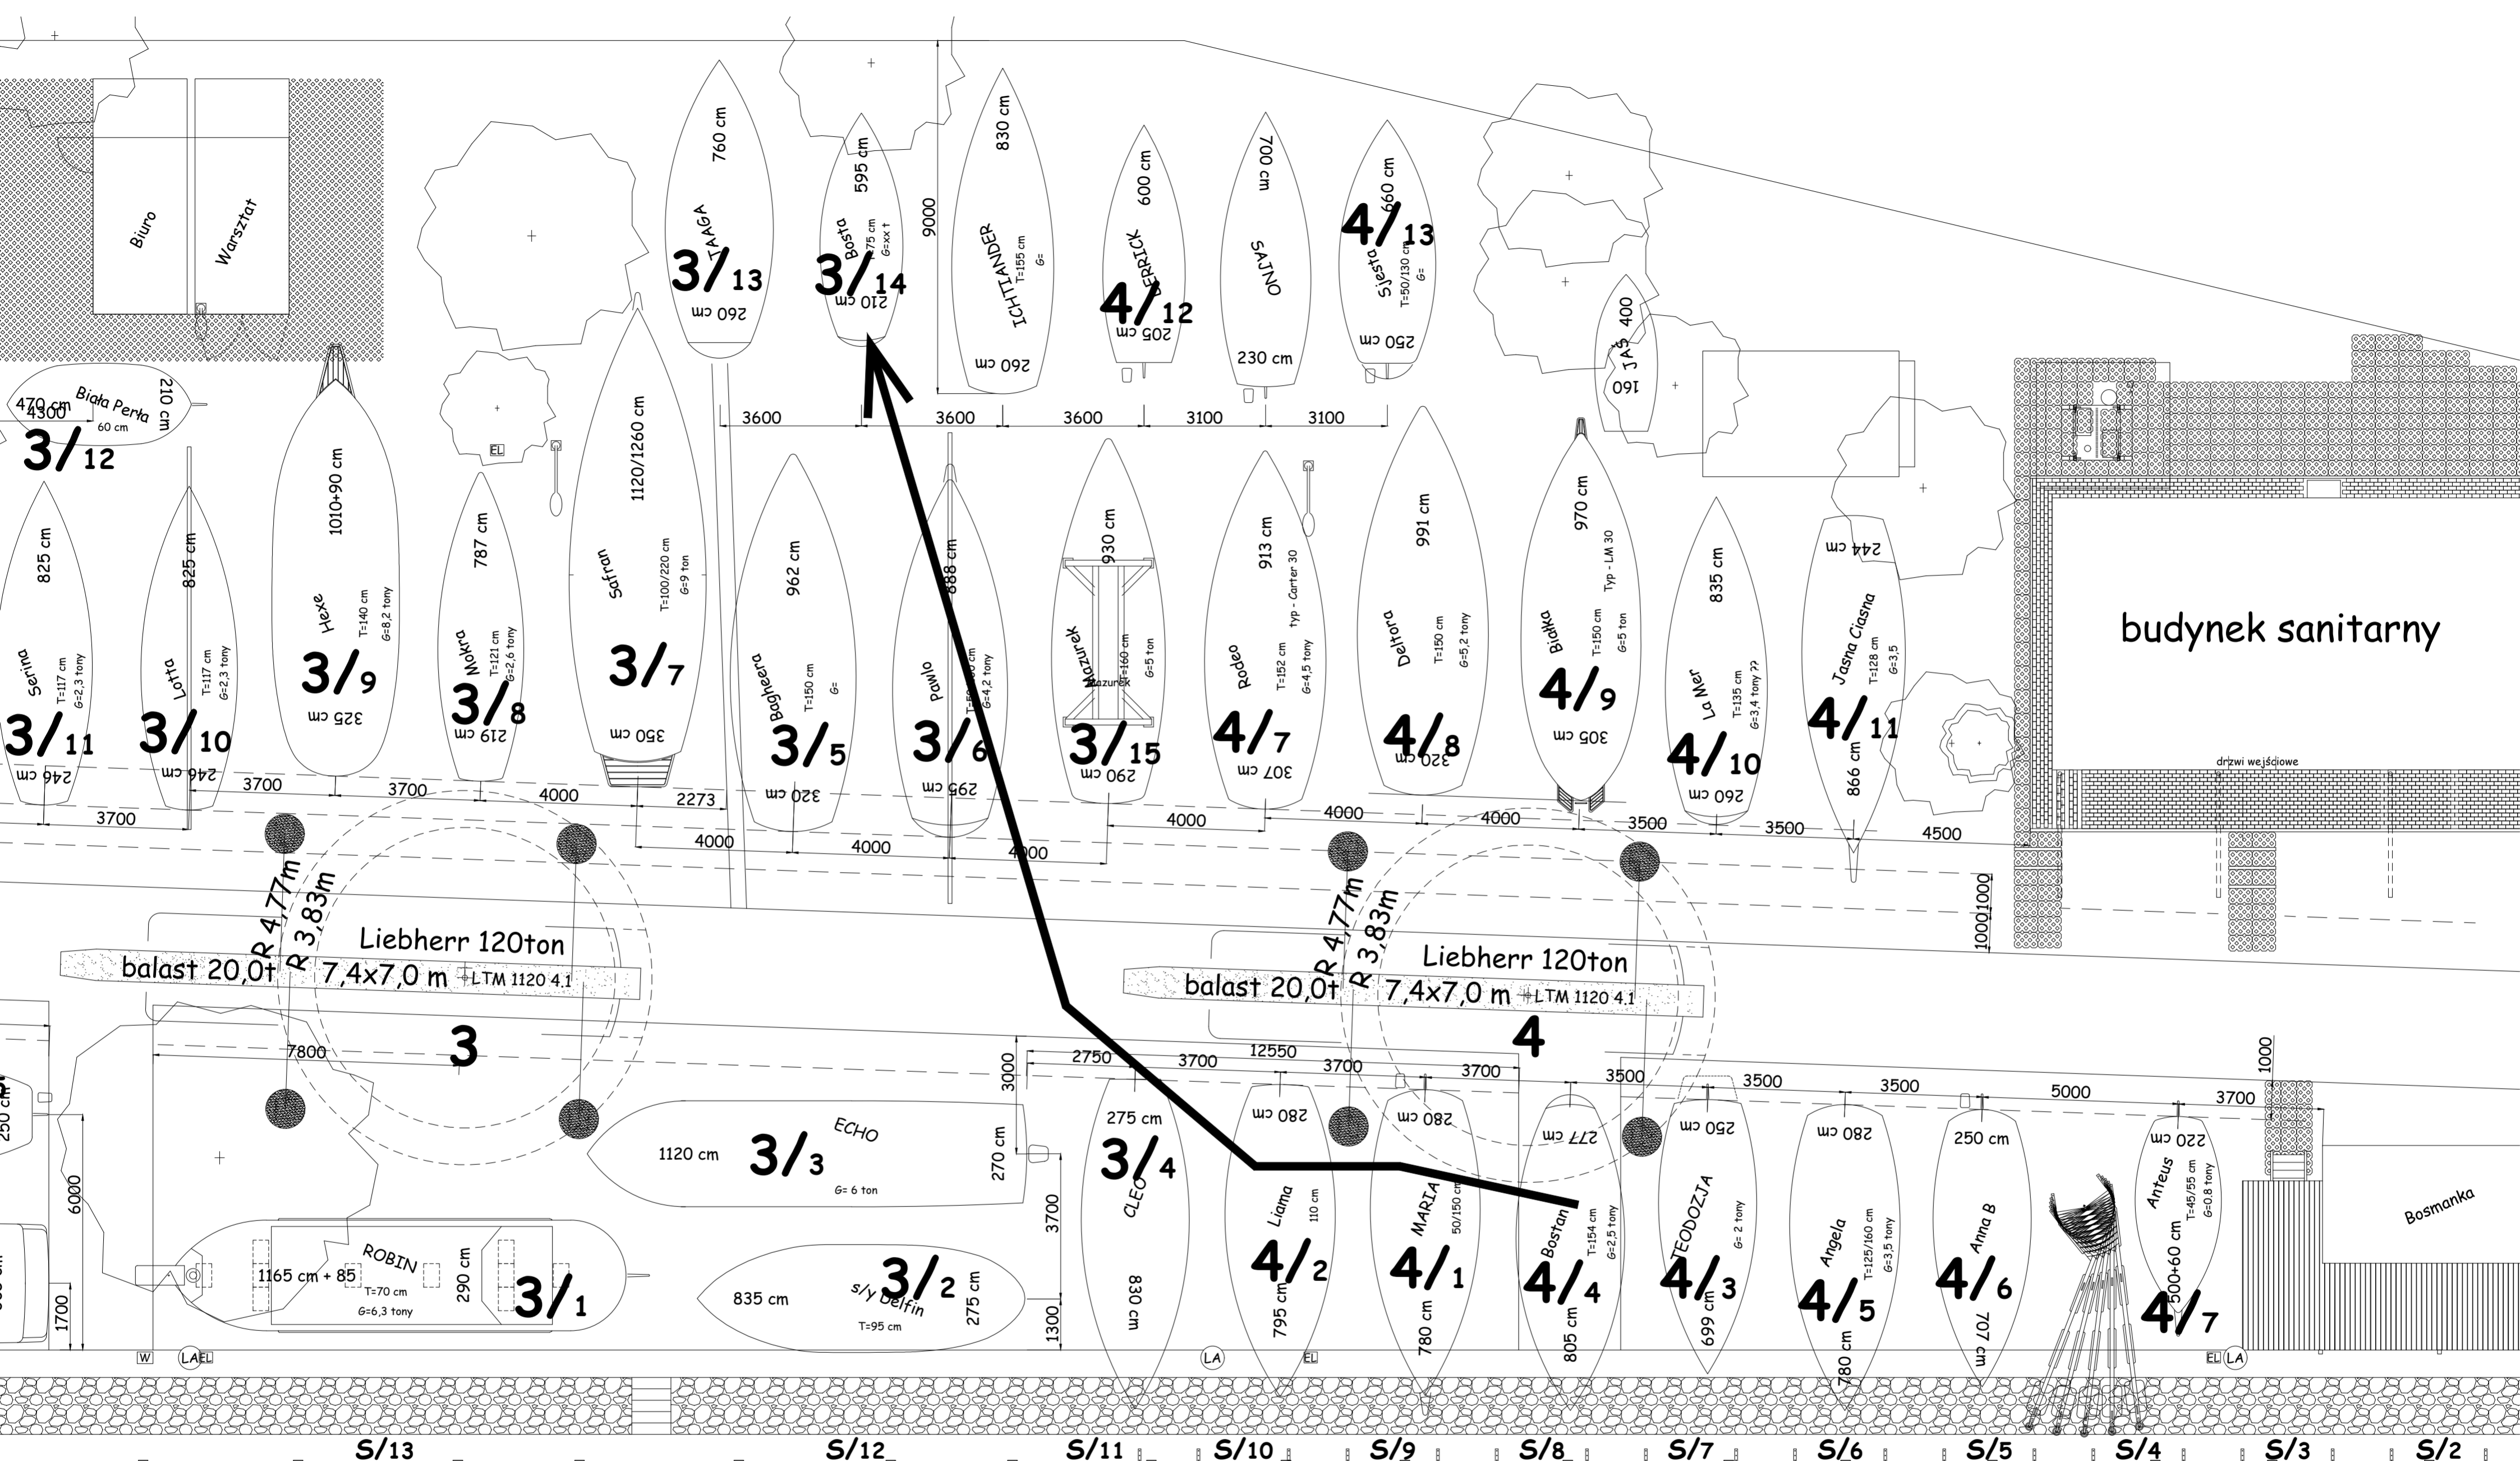 Biuro
Warsztat
760 cm
TAAGA
3/13
260 cm
595 cm
Bosta
T=75 cm
G=xx t
3/14
210 cm
9000
830 cm
ICHTIANDER
T=155 cm
G=
260 cm
600 cm
4/12
205 cm
700 cm
ONJAS
230 cm
660 cm
4/13
Sjesta
T=50/130 cm
G=
250 cm
JAŚ 400
160
3600
3600
3600
3100
3100
470 cm
4300
Biała Perła
60 cm
210 cm
3/12
EL
825 cm
Serina
T=117 cm
G=2,3 tony
3/11
246 cm
825 cm
Lotta
T=117 cm
G=2,3 tony
3/10
246 cm
1010+90 cm
Hexe
T=140 cm
G=8,2 tony
3/9
325 cm
787 cm
Mokra
T=121 cm
G=2,6 tony
3/8
219 cm
1120/1260 cm
Safran
T=100/220 cm
G=9 ton
3/7
350 cm
962 cm
Bagheera
T=150 cm
G=
3/5
320 cm
888 cm
Pawlo
G=4,2 tony
3/6
295 cm
930 cm
Mazurek
T=160 cm
G=5 ton
Mazurek
3/15
290 cm
913 cm
typ - Carter 30
Rodeo
T=152 cm
G=4,5 tony
4/7
307 cm
991 cm
Deltora
T=150 cm
G=5,2 tony
4/8
320 cm
970 cm
Typ - LM 30
Białka
T=150 cm
G=5 ton
4/9
305 cm
835 cm
La Mer
T=135 cm
G=3,4 tony ??
4/10
260 cm
244 cm
Jasna Ciasna
T=128 cm
G=3,5
4/11
866 cm
budynek sanitarny
drzwi wejściowe
3700
3700
3700
4000
2273
4000
4000
4000
4000
4000
4000
3500
3500
4500
1000
1000
R 4,77m
R 3,83m
Liebherr 120ton
balast 20,0t
7,4x7,0 m
LTM 1120 4.1
3
R 4,77m
R 3,83m
Liebherr 120ton
balast 20,0t
7,4x7,0 m
LTM 1120 4.1
4
7800
3000
2750
3700
12550
3700
3700
3500
3500
3500
5000
3700
1000
250 cm
6000
1700
1120 cm
3/3
ECHO
G= 6 ton
270 cm
3700
1300
1165 cm + 85
ROBIN
T=70 cm
G=6,3 tony
290 cm
3/1
835 cm
3/2
s/y Delfin
T=95 cm
275 cm
275 cm
3/4
CLEO
830 cm
280 cm
Liama
110 cm
4/2
795 cm
280 cm
MARIA
50/150 cm
4/1
780 cm
277 cm
Bostan
T=154 cm
G=2,5 tony
4/4
805 cm
250 cm
TEODOZJA
G= 2 tony
4/3
699 cm
280 cm
Angela
T=125/160 cm
G=3,5 tony
4/5
780 cm
250 cm
Anna B
4/6
707 cm
220 cm
Anteus
T=45/55 cm
G=0,8 tony
500+60 cm
4/7
Bosmanka
W
LA
EL
LA
EL
EL
LA
S/13
S/12
S/11
S/10
S/9
S/8
S/7
S/6
S/5
S/4
S/3
S/2